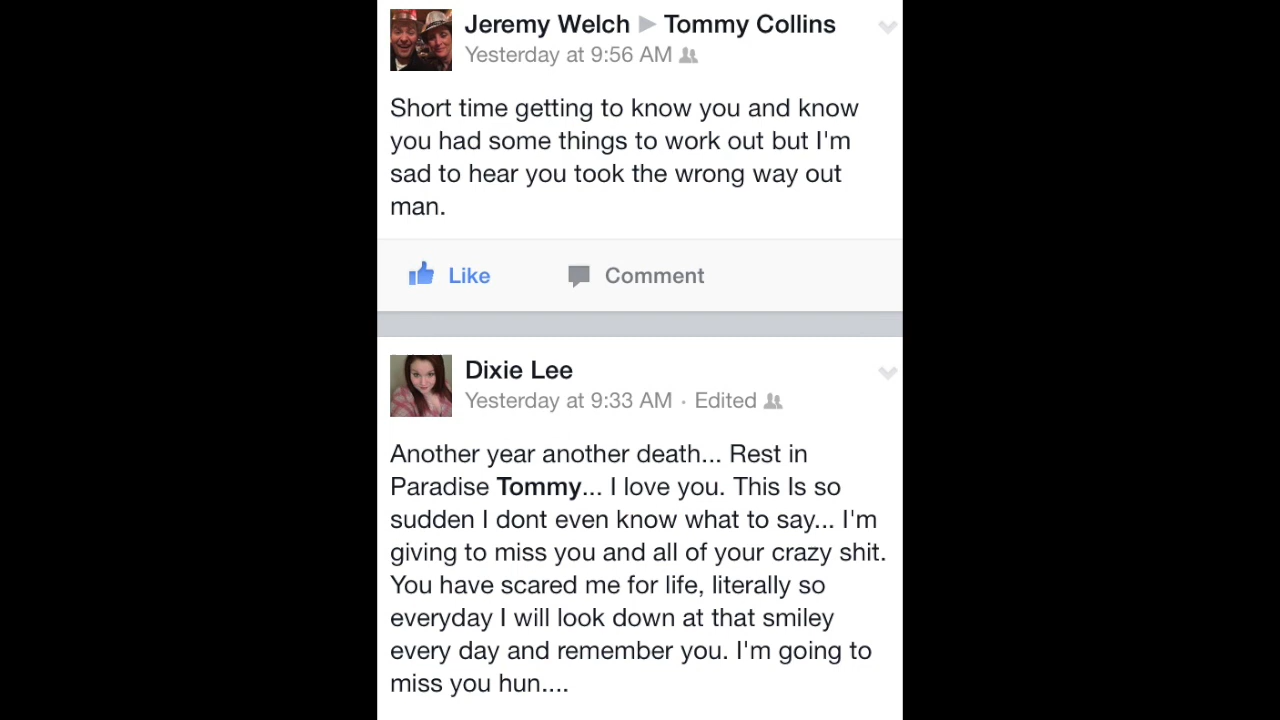 Jeremy Welch ▶ Tommy Collins
Yesterday at 9:56 AM
Short time getting to know you and know
you had some things to work out but I'm
sad to hear you took the wrong way out
man.
Like Comment
Dixie Lee
Yesterday at 9:33 AM · Edited
Another year another death... Rest in
Paradise Tommy... I love you. This Is so
sudden I dont even know what to say... I'm
giving to miss you and all of your crazy shit.
You have scared me for life, literally so
everyday I will look down at that smiley
every day and remember you. I'm going to
miss you hun....